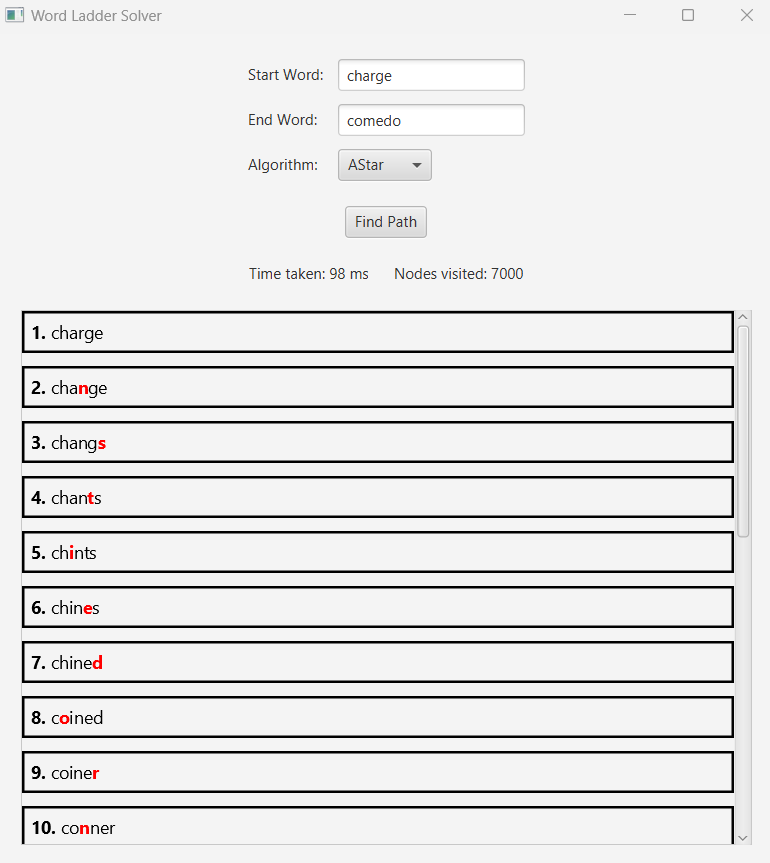 Word Ladder Solver
Start Word: charge
End Word: comedo
Algorithm: AStar
Find Path
Time taken: 98 ms Nodes visited: 7000
1. charge
2. change
3. changs
4. chants
5. chints
6. chines
7. chined
8. coined
9. coiner
10. conner